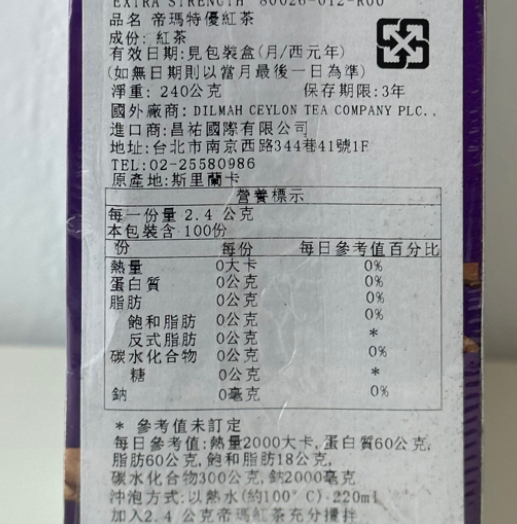 EXTRA STRENGTH 80026-012-R00
品名 帝瑪特優紅茶
成份: 紅茶
有效日期:見包裝盒(月/西元年)
(如無日期則以當月最後一日為準)
淨重: 240公克 保存期限:3年
國外廠商: DILMAH CEYLON TEA COMPANY PLC.,
進口商:昌祐國際有限公司
地址:台北市南京西路344巷41號1F
TEL:02-25580986
原產地:斯里蘭卡
營養標示
每一份量 2.4 公克
本包裝含 100份
份 每份 每日參考值百分比
熱量 0大卡 0%
蛋白質 0公克 0%
脂肪 0公克 0%
飽和脂肪 0公克 0%
反式脂肪 0公克 *
碳水化合物 0公克 0%
糖 0公克 *
鈉 0毫克 0%
* 參考值未訂定
每日參考值:熱量2000大卡,蛋白質60公克,
脂肪60公克,飽和脂肪18公克,
碳水化合物300公克,鈉2000毫克
沖泡方式:以熱水(約100° C)·220ml
加入2.4 公克帝瑪紅茶充分攪拌